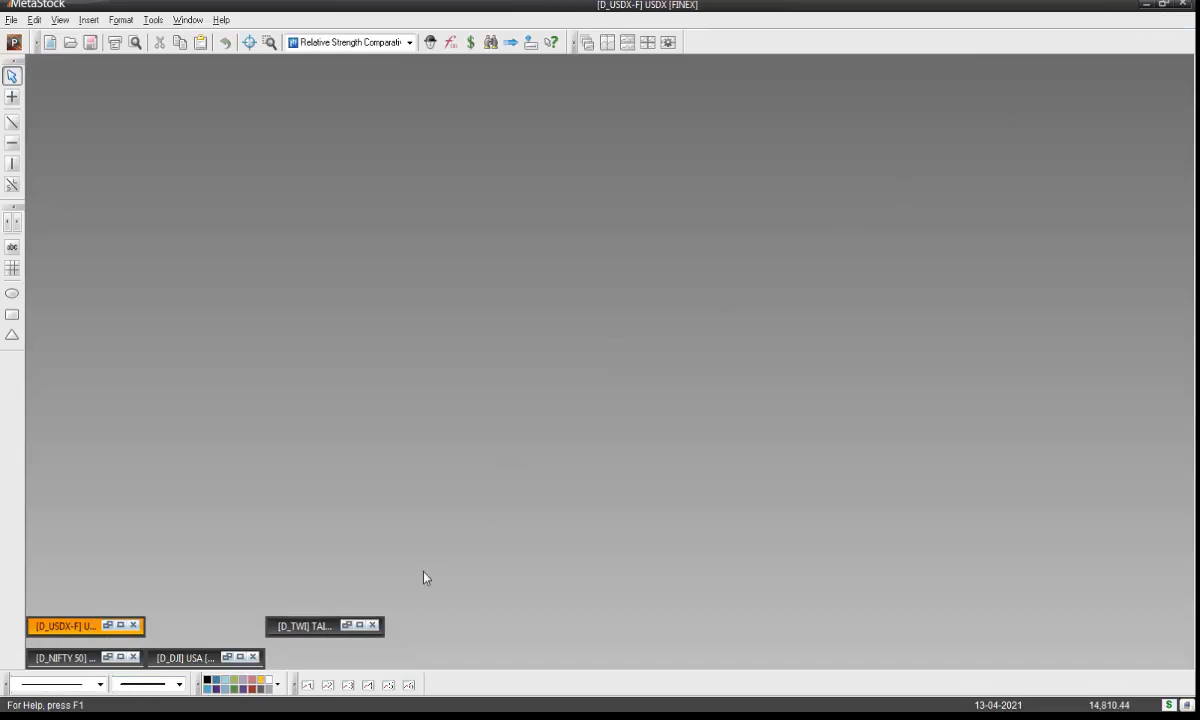 MetaStock
[D_USDX-F] USDX [FINEX]
File Edit View Insert Format Tools Window Help
P
Relative Strength Comparati
abc
[D_USDX-F] U...
[D_TWI] TAI...
[D_NIFTY 50] ...
[D_DJI] USA [...
For Help, press F1
13-04-2021
14,810.44
S